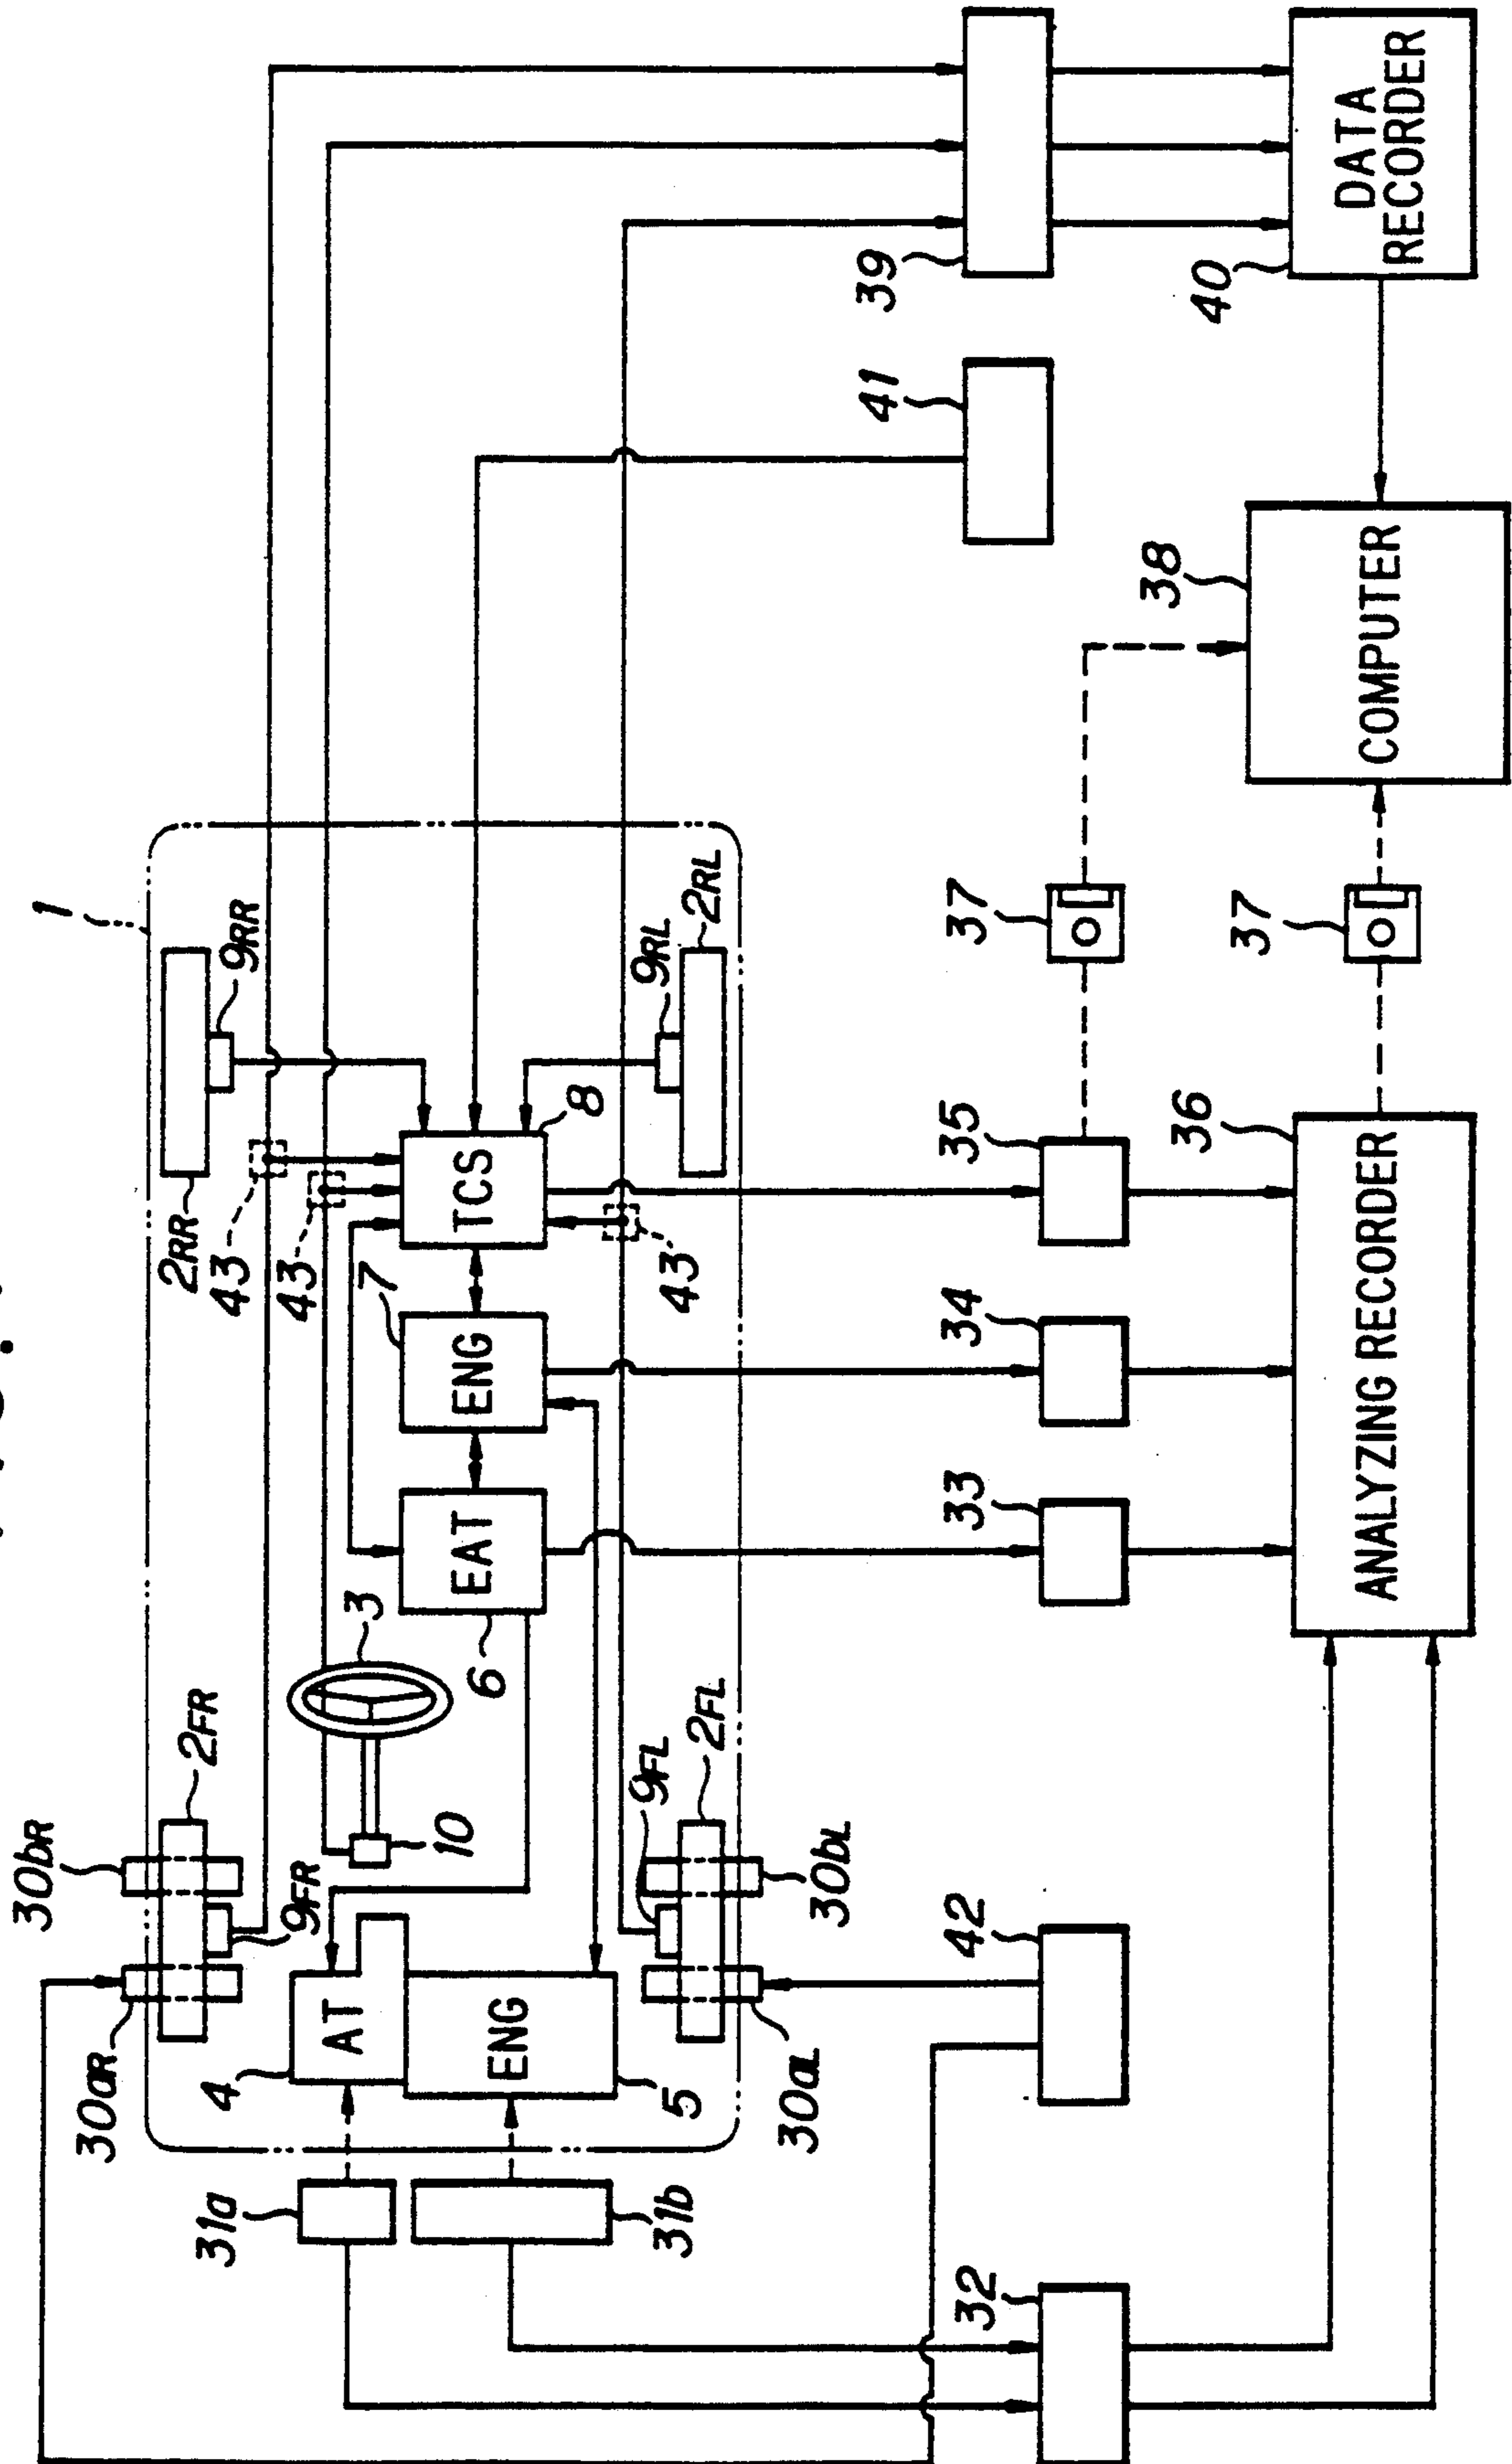 1
30bR
30aR
2FR
2RR
9RR
31a
4
43
9FR
43
AT
3
7
10
EAT
ENG
TCS
ENG
6
8
31b
5
9FL
43
9RL
2FL
2RL
30aL
30bL
41
39
32
42
33
34
35
37
36
37
38
40
ANALYZING RECORDER
COMPUTER
DATA
RECORDER